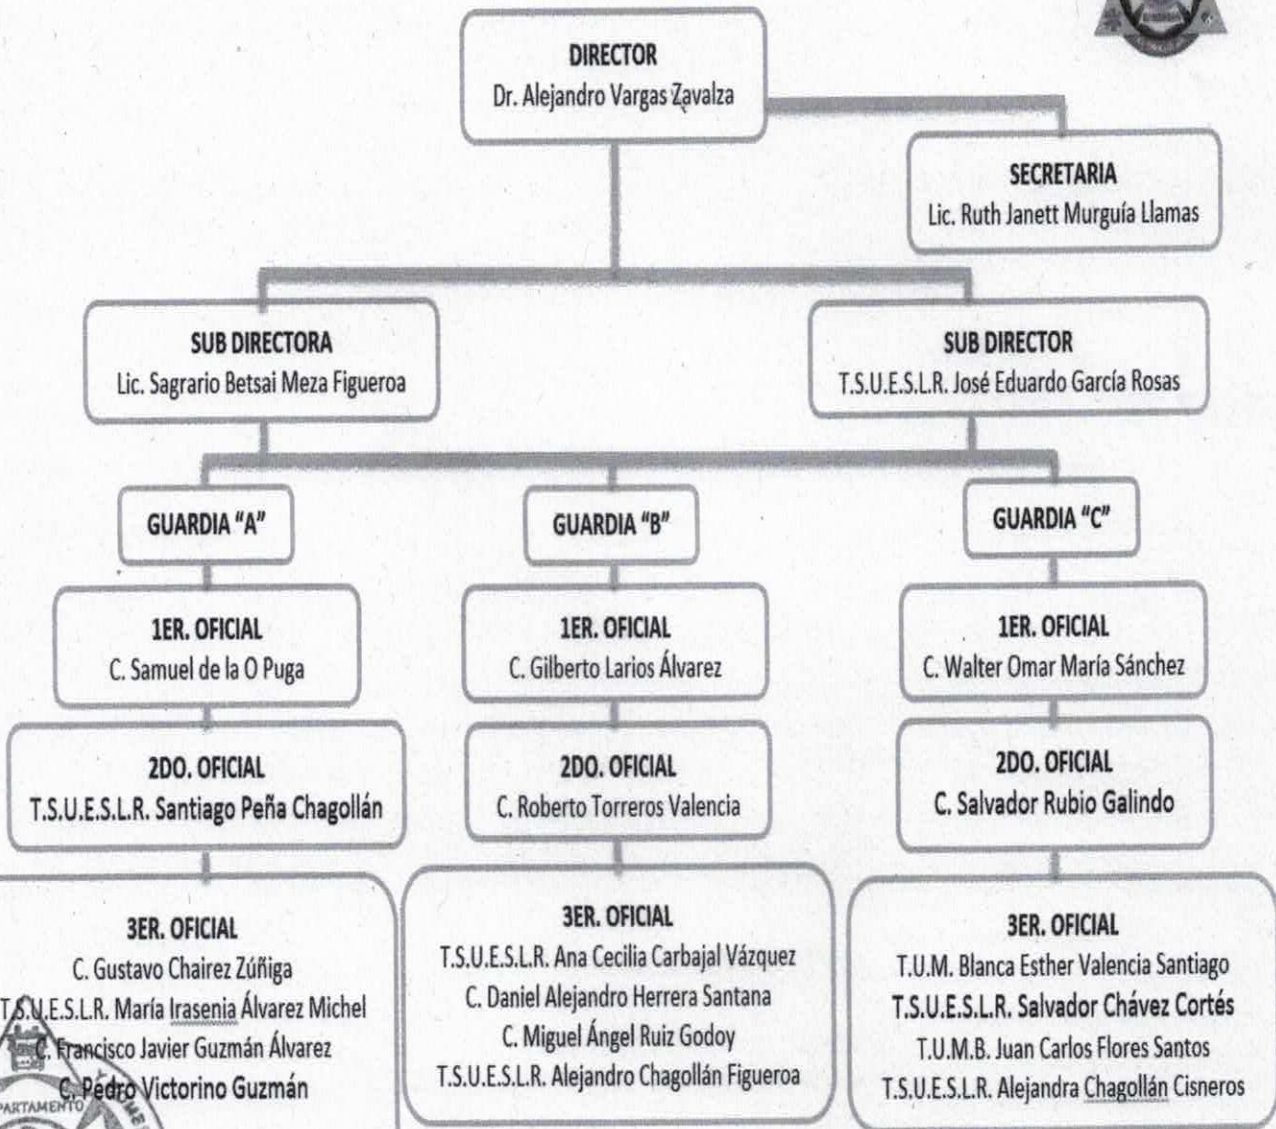 DIRECTOR
Dr. Alejandro Vargas Zavalza
SECRETARIA
Lic. Ruth Janett Murguía Llamas
SUB DIRECTORA
Lic. Sagrario Betsai Meza Figueroa
SUB DIRECTOR
T.S.U.E.S.L.R. José Eduardo García Rosas
GUARDIA "A"
GUARDIA "B"
GUARDIA "C"
1ER. OFICIAL
C. Samuel de la O Puga
1ER. OFICIAL
C. Gilberto Larios Álvarez
1ER. OFICIAL
C. Walter Omar María Sánchez
2DO. OFICIAL
T.S.U.E.S.L.R. Santiago Peña Chagollán
2DO. OFICIAL
C. Roberto Torreros Valencia
2DO. OFICIAL
C. Salvador Rubio Galindo
3ER. OFICIAL
C. Gustavo Chairez Zúñiga
T.S.U.E.S.L.R. María Irasenia Álvarez Michel
C. Francisco Javier Guzmán Álvarez
C. Pedro Victorino Guzmán
3ER. OFICIAL
T.S.U.E.S.L.R. Ana Cecilia Carbajal Vázquez
C. Daniel Alejandro Herrera Santana
C. Miguel Ángel Ruiz Godoy
T.S.U.E.S.L.R. Alejandro Chagollán Figueroa
3ER. OFICIAL
T.U.M. Blanca Esther Valencia Santiago
T.S.U.E.S.L.R. Salvador Chávez Cortés
T.U.M.B. Juan Carlos Flores Santos
T.S.U.E.S.L.R. Alejandra Chagollán Cisneros
PARTAMENTO